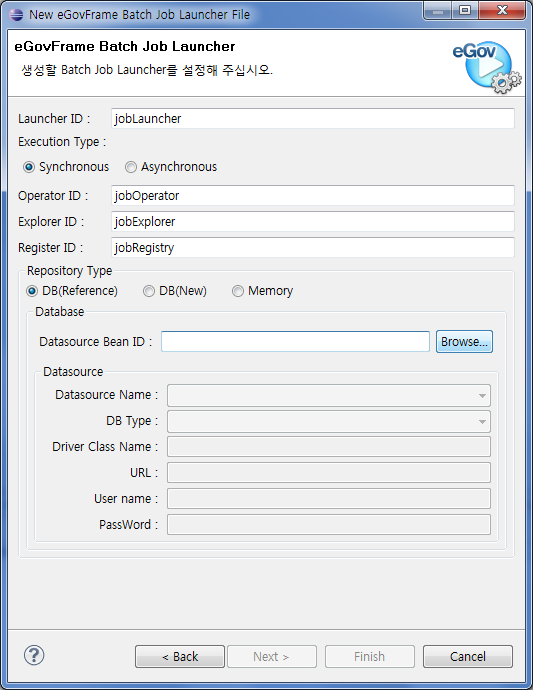 New eGovFrame Batch Job Launcher File
eGovFrame Batch Job Launcher
생성할 Batch Job Launcher를 설정해 주십시오.
eGov
Launcher ID : jobLauncher
Execution Type :
Synchronous Asynchronous
Operator ID : jobOperator
Explorer ID : jobExplorer
Register ID : jobRegistry
Repository Type
DB(Reference) DB(New) Memory
Database
Datasource Bean ID : Browse...
Datasource
Datasource Name :
DB Type :
Driver Class Name :
URL :
User name :
PassWord :
? < Back Next > Finish Cancel